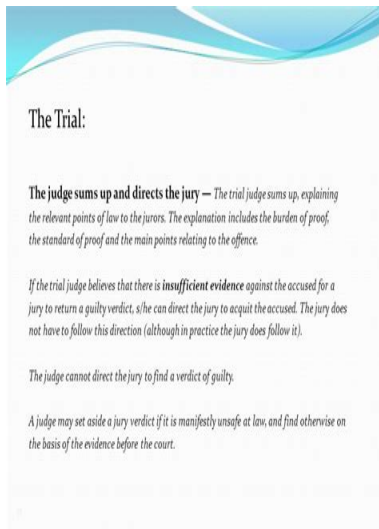 The Trial:
The judge sums up and directs the jury — The trial judge sums up, explaining
the relevant points of law to the jurors. The explanation includes the burden of proof,
the standard of proof and the main points relating to the offence.
If the trial judge believes that there is insufficient evidence against the accused for a
jury to return a guilty verdict, s/he can direct the jury to acquit the accused. The jury does
not have to follow this direction (although in practice the jury does follow it).
The judge cannot direct the jury to find a verdict of guilty.
A judge may set aside a jury verdict if it is manifestly unsafe at law, and find otherwise on
the basis of the evidence before the court.